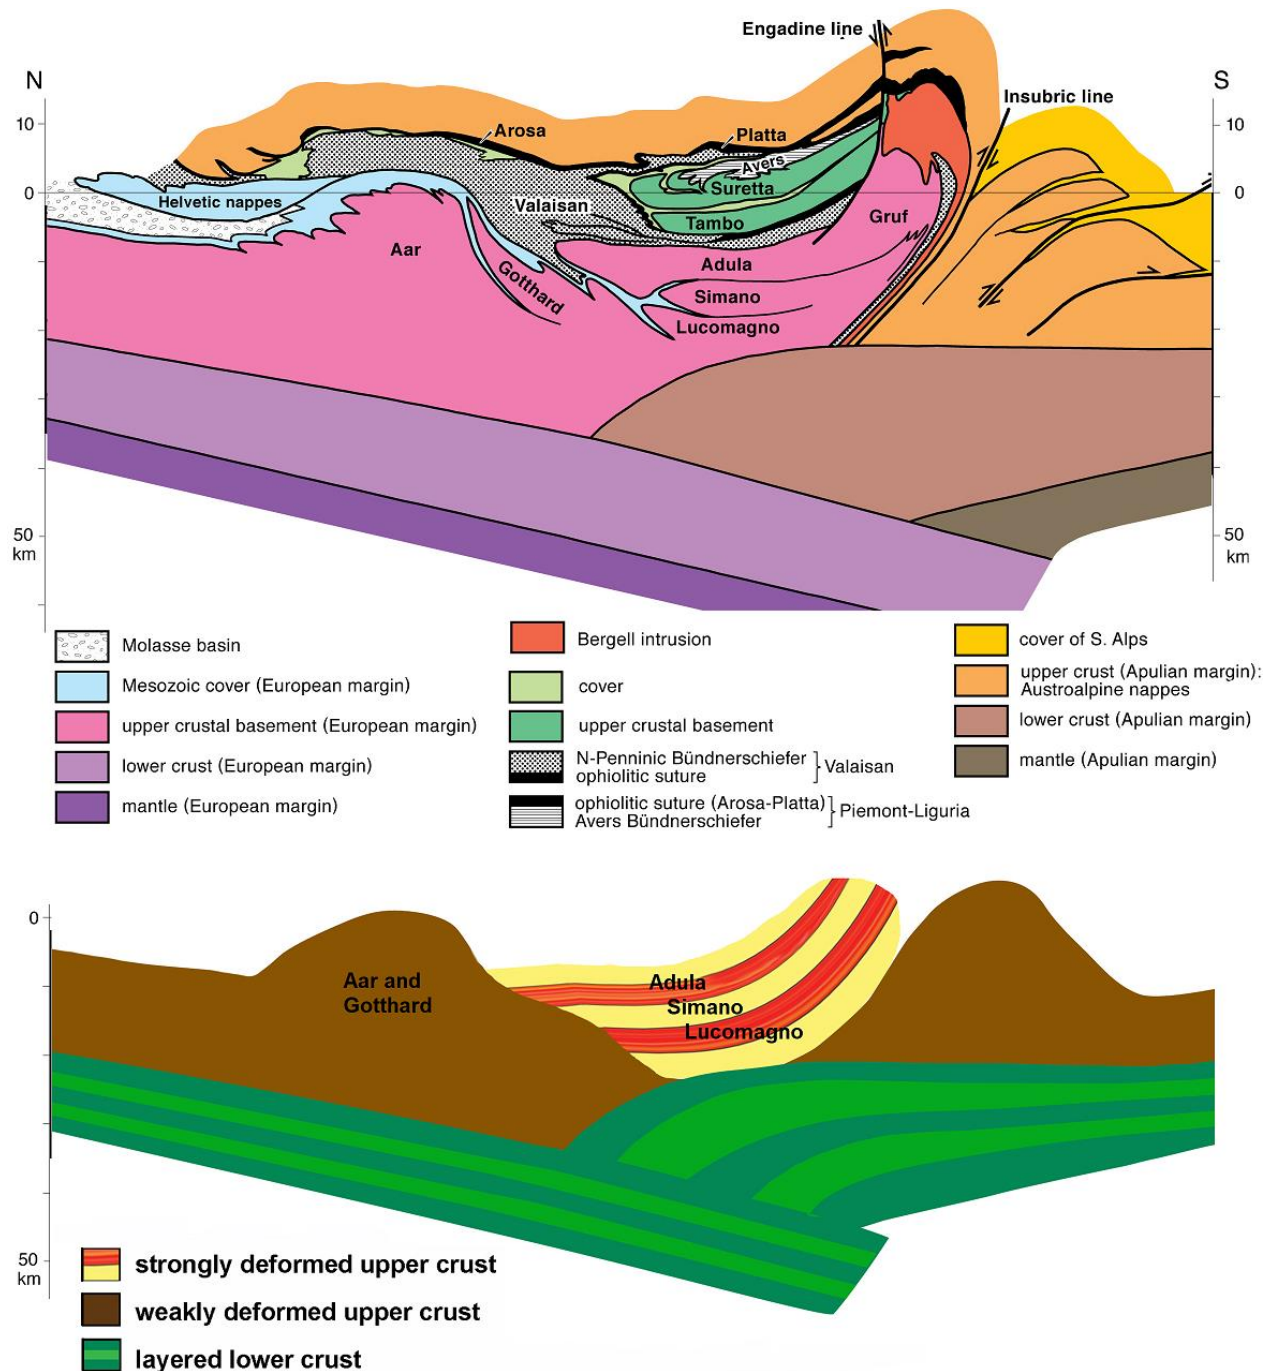 N
S
Engadine line
Insubric line
10
10
Arosa
Platta
Avers
0
0
Helvetic nappes
Suretta
Valaisan
Tambo
Gruf
Aar
Adula
Gotthard
Simano
Lucomagno
50
km
50
km
Molasse basin
Mesozoic cover (European margin)
upper crustal basement (European margin)
lower crust (European margin)
mantle (European margin)
Bergell intrusion
cover
upper crustal basement
N-Penninic Bündnerschiefer
ophiolitic suture
Valaisan
ophiolitic suture (Arosa-Platta)
Avers Bündnerschiefer
Piemont-Liguria
cover of S. Alps
upper crust (Apulian margin):
Austroalpine nappes
lower crust (Apulian margin)
mantle (Apulian margin)
0
Aar and
Gotthard
Adula
Simano
Lucomagno
50
km
strongly deformed upper crust
weakly deformed upper crust
layered lower crust